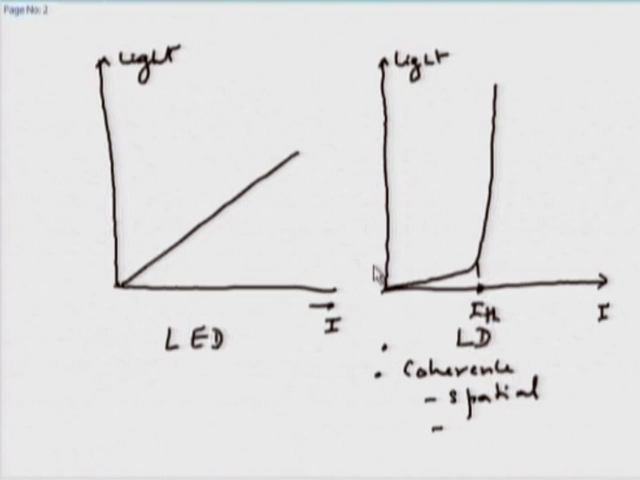 Page No: 2
Light
I
LED
Light
Ith
I
LD
•
• Coherence
- spatial
-